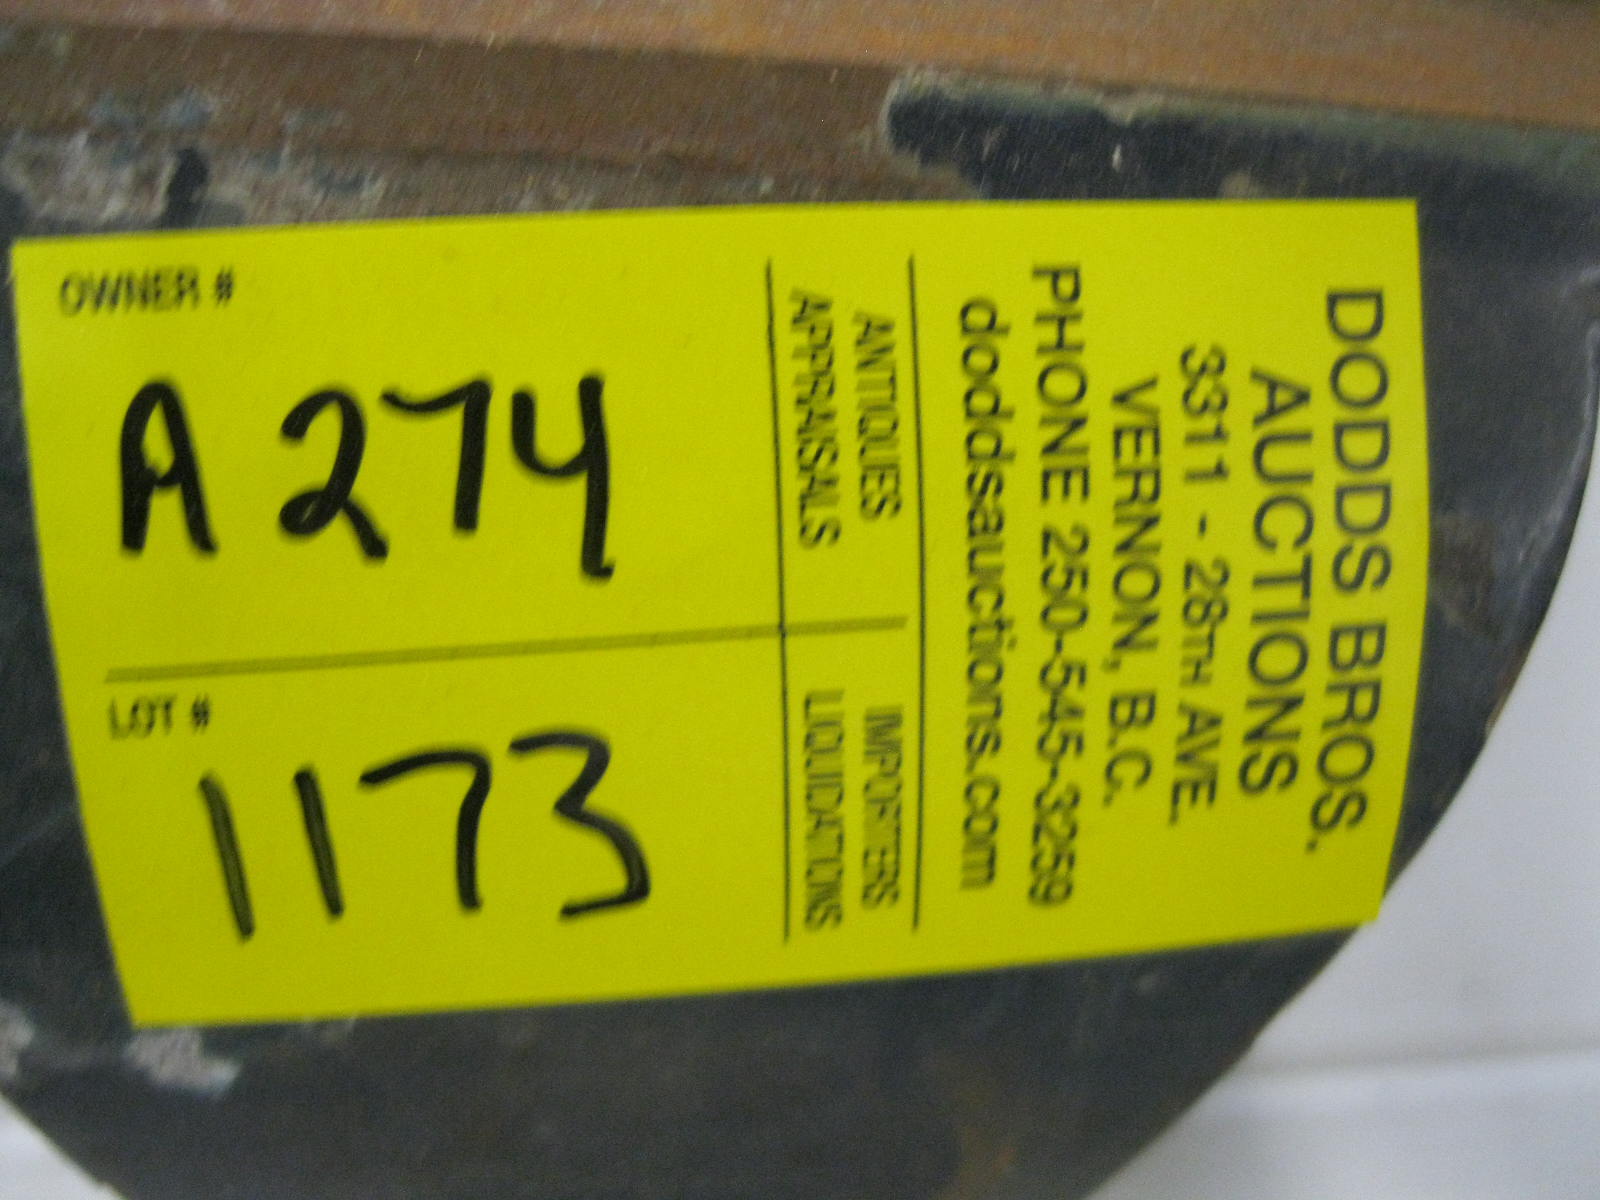 DODDS BROS.
AUCTIONS
3311 - 28TH AVE.
VERNON, B.C.
PHONE 250-545-3259
doddsauctions.com
ANTIQUES
APPRAISALS
IMPORTERS
LIQUIDATIONS
OWNER #
A 274
LOT #
1173